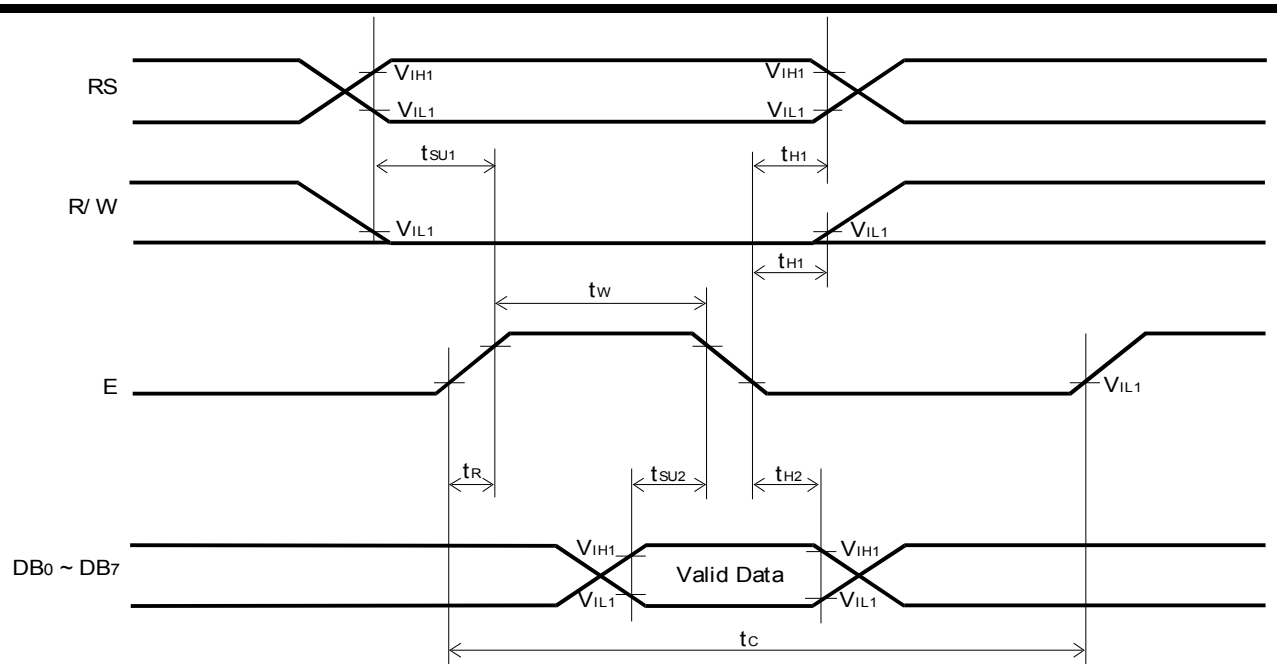 RS
VIH1
VIH1
VIL1
VIL1
tSU1
tH1
R/ W
VIL1
VIL1
tH1
tW
E
VIL1
tR
tSU2
tH2
DB0 ~ DB7
VIH1
Valid Data
VIH1
VIL1
VIL1
tC